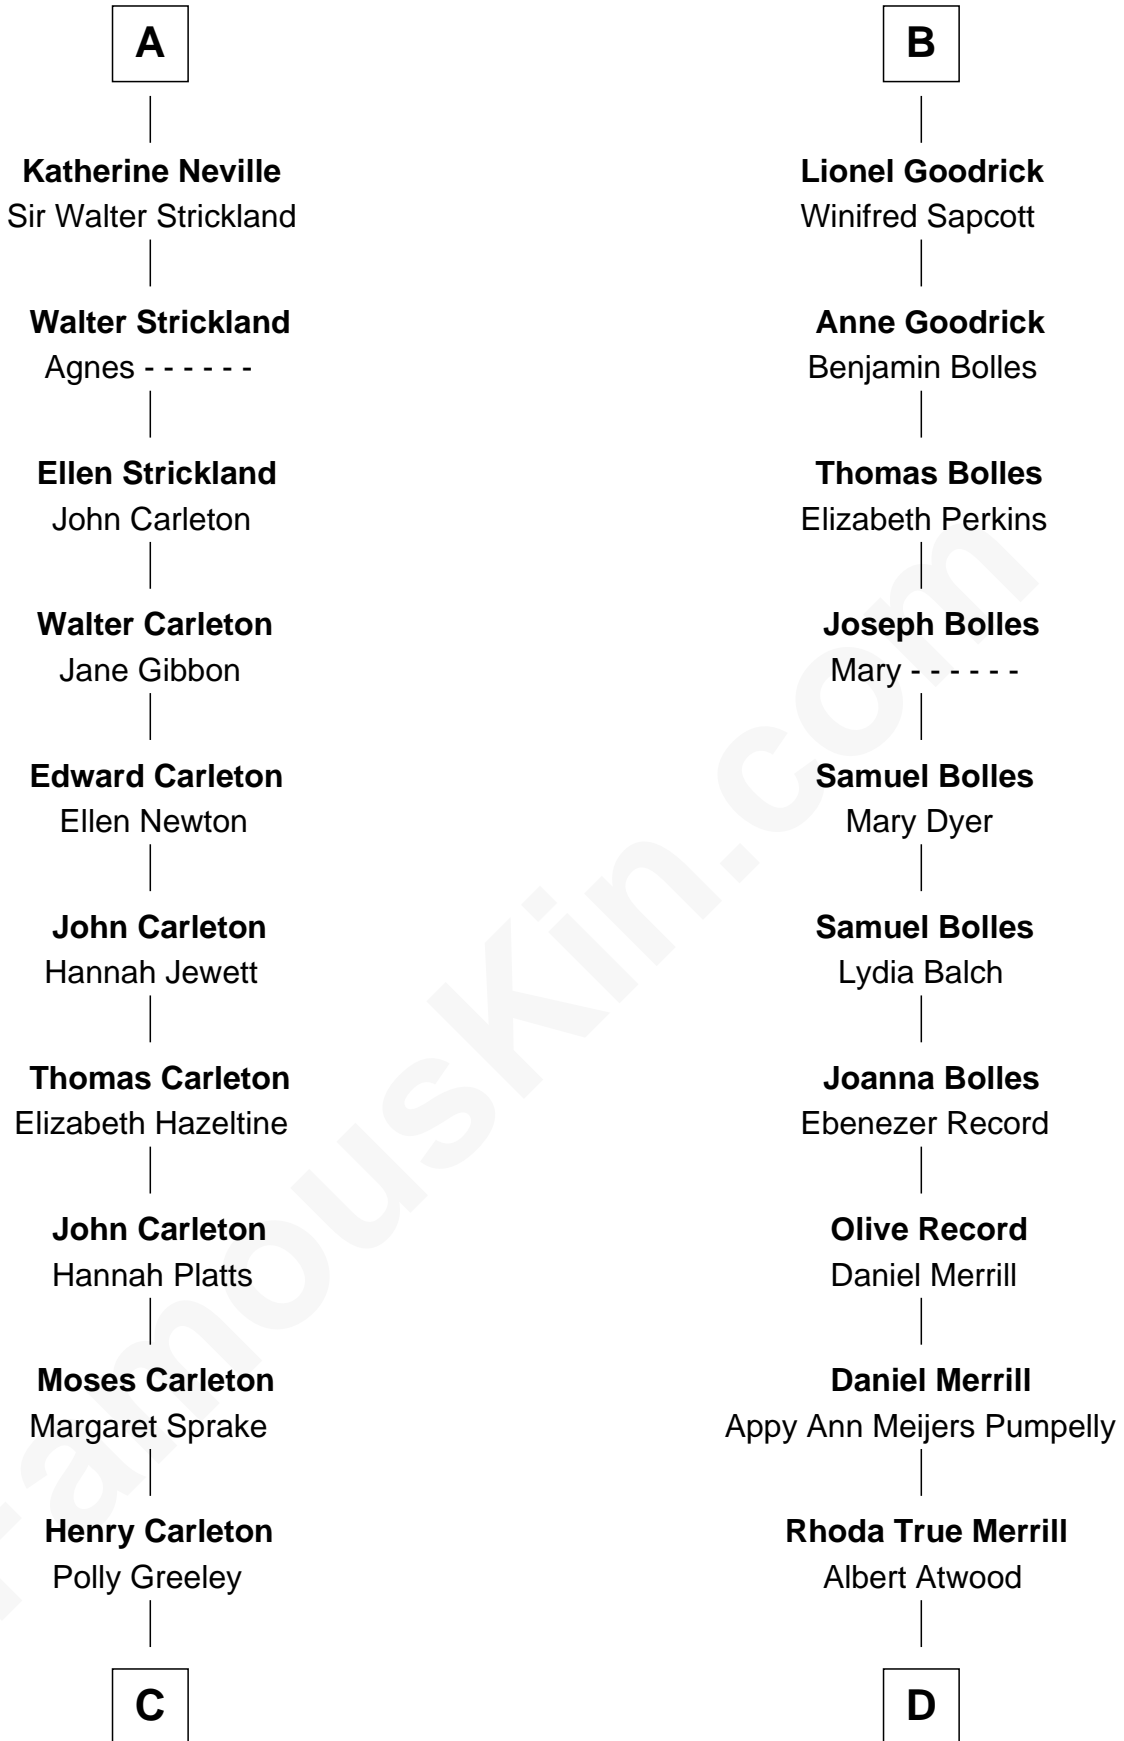 A
Katherine Neville
Sir Walter Strickland
Walter Strickland
Agnes - - - - - -
Ellen Strickland
John Carleton
Walter Carleton
Jane Gibbon
Edward Carleton
Ellen Newton
John Carleton
Hannah Jewett
Thomas Carleton
Elizabeth Hazeltine
John Carleton
Hannah Platts
Moses Carleton
Margaret Sprake
Henry Carleton
Polly Greeley
C
B
Lionel Goodrick
Winifred Sapcott
Anne Goodrick
Benjamin Bolles
Thomas Bolles
Elizabeth Perkins
Joseph Bolles
Mary - - - - - -
Samuel Bolles
Mary Dyer
Samuel Bolles
Lydia Balch
Joanna Bolles
Ebenezer Record
Olive Record
Daniel Merrill
Daniel Merrill
Appy Ann Meijers Pumpelly
Rhoda True Merrill
Albert Atwood
D
FamousKin.com